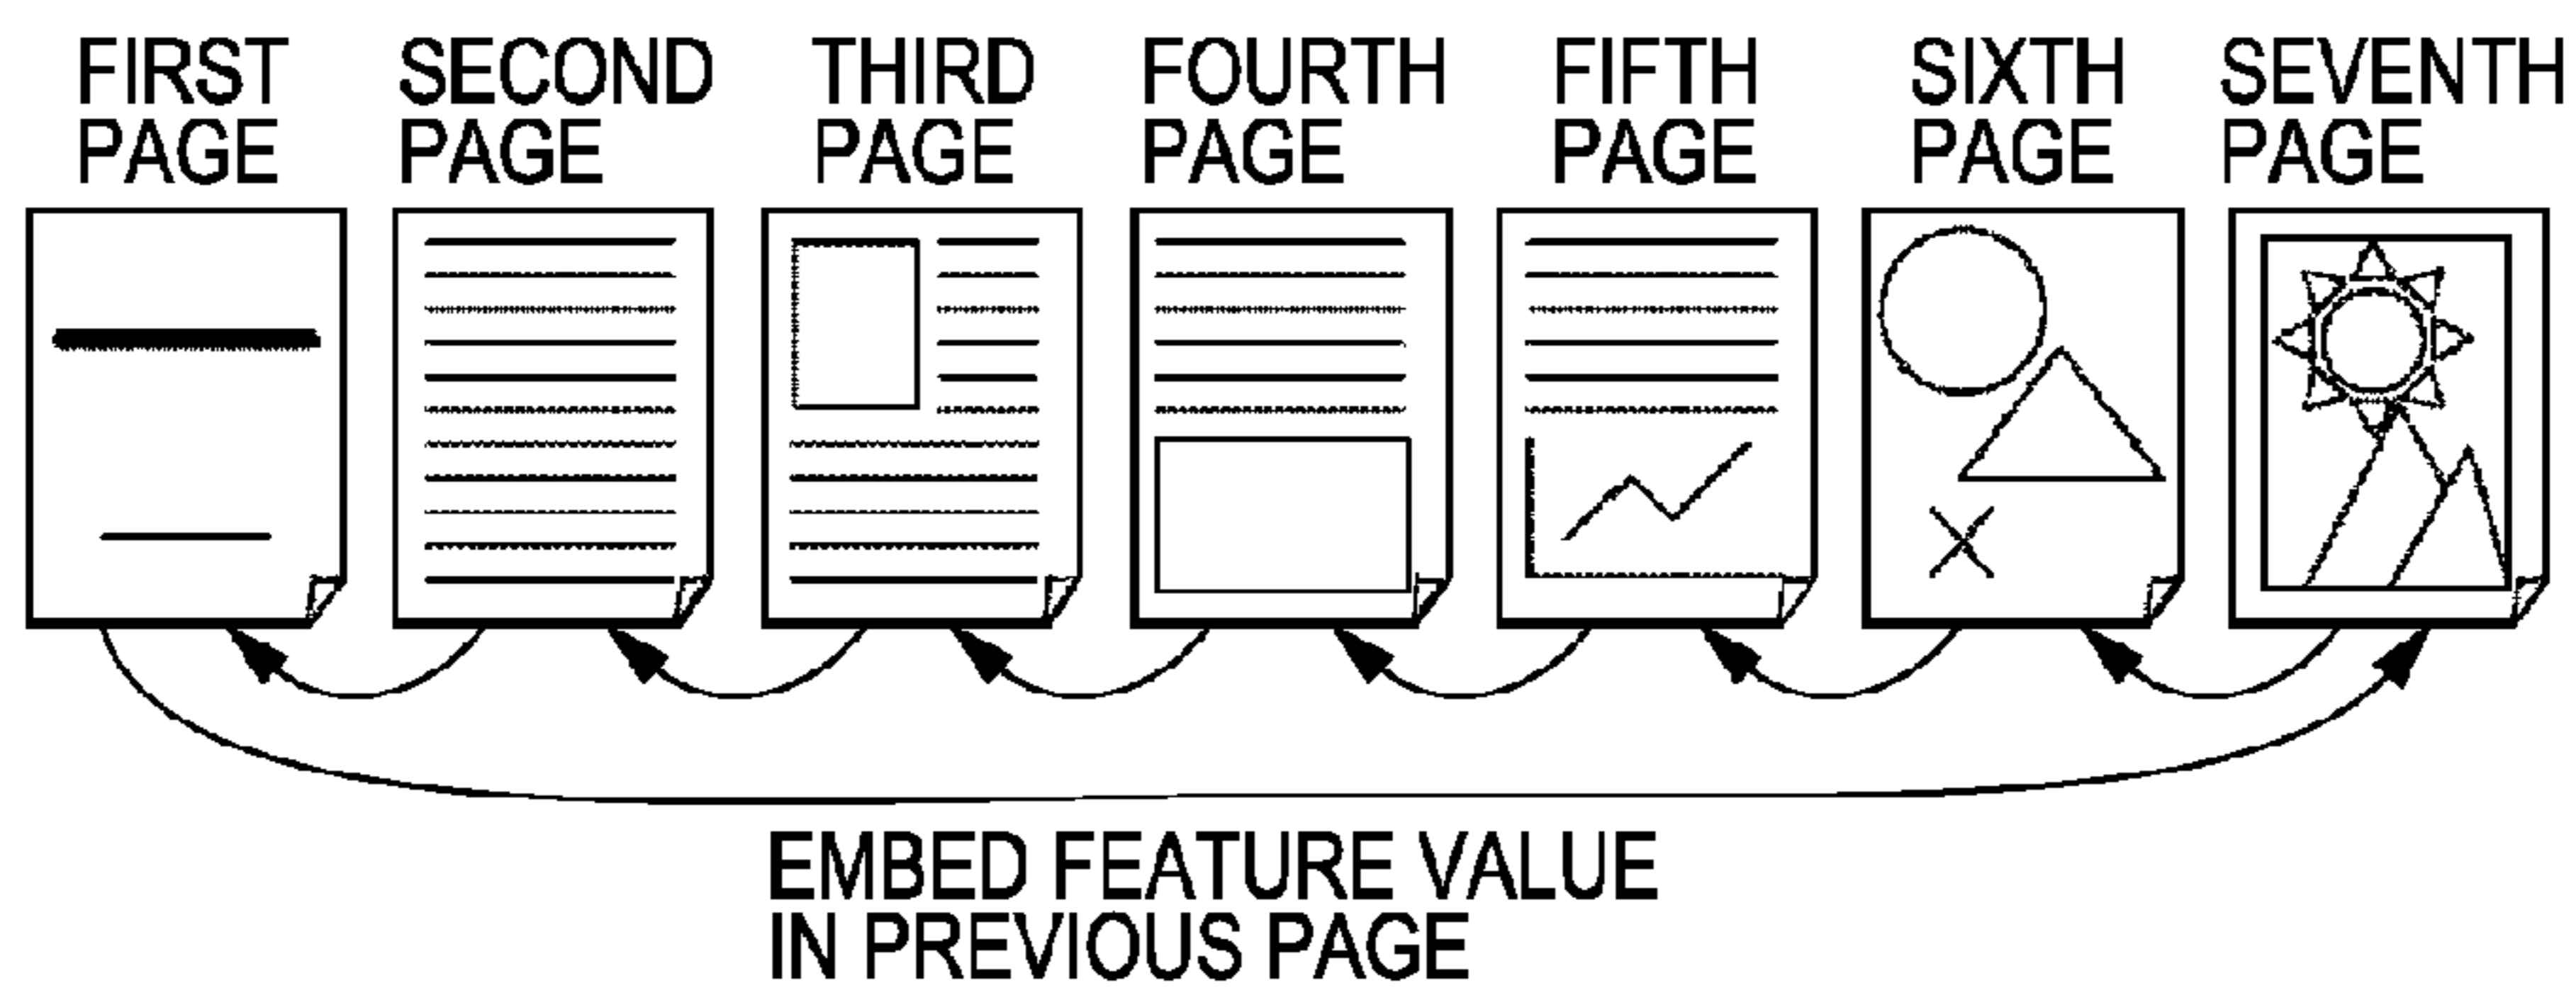 FIRST PAGE
SECOND PAGE
THIRD PAGE
FOURTH PAGE
FIFTH PAGE
SIXTH PAGE
SEVENTH PAGE
EMBED FEATURE VALUE
IN PREVIOUS PAGE